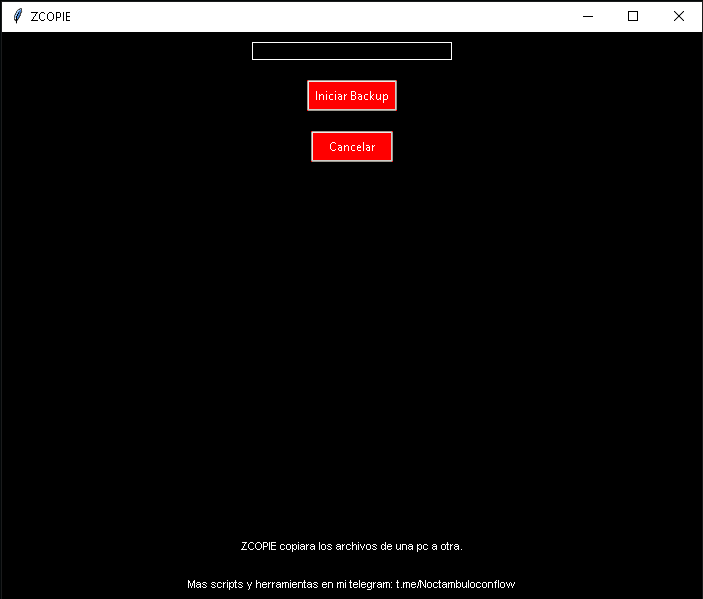 ZCOPIE
Iniciar Backup
Cancelar
ZCOPIE copiara los archivos de una pc a otra.
Mas scripts y herramientas en mi telegram: t.me/Noctambuloconflow